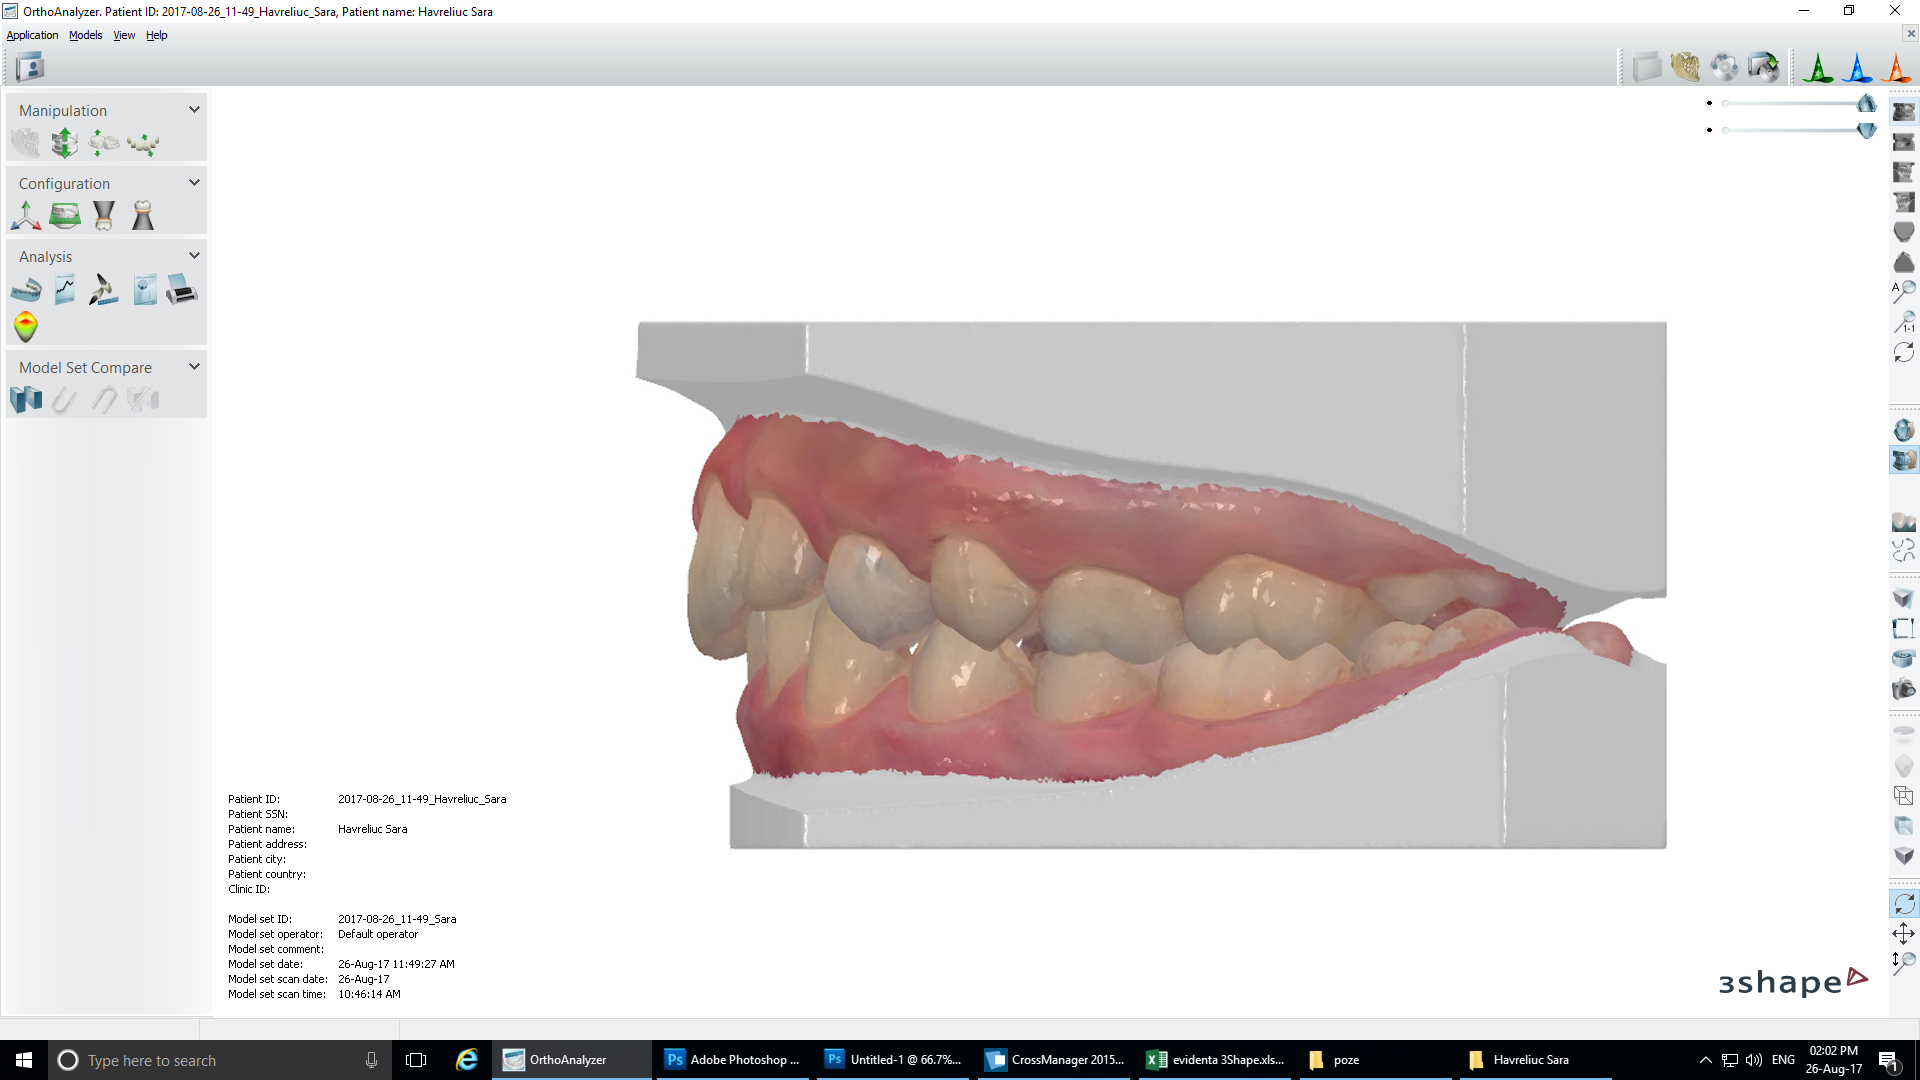 OrthoAnalyzer. Patient ID: 2017-08-26_11-49_Havreliuc_Sara, Patient name: Havreliuc Sara
Application Models View Help
Manipulation
Configuration
Analysis
Model Set Compare
A
1-1
Patient ID: 2017-08-26_11-49_Havreliuc_Sara
Patient SSN:
Patient name: Havreliuc Sara
Patient address:
Patient city:
Patient country:
Clinic ID:
Model set ID: 2017-08-26_11-49_Sara
Model set operator: Default operator
Model set comment:
Model set date: 26-Aug-17 11:49:27 AM
Model set scan date: 26-Aug-17
Model set scan time: 10:46:14 AM
3shape
Type here to search
OrthoAnalyzer
Ps Adobe Photoshop ...
Ps Untitled-1 @ 66.7%...
CrossManager 2015...
evidenta 3Shape.xls...
poze
Havreliuc Sara
ENG
02:02 PM
26-Aug-17
1